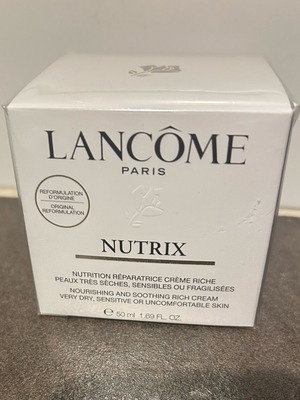 LANCÔME
PARIS
REFORMULATION
D'ORIGINE
ORIGINAL
REFORMULATION
NUTRIX
NUTRITION RÉPARATRICE CRÈME RICHE
PEAUX TRÈS SÈCHES, SENSIBLES OU FRAGILISÉES
NOURISHING AND SOOTHING RICH CREAM
VERY DRY, SENSITIVE OR UNCOMFORTABLE SKIN
℮ 50 ml 1.69 FL. OZ.